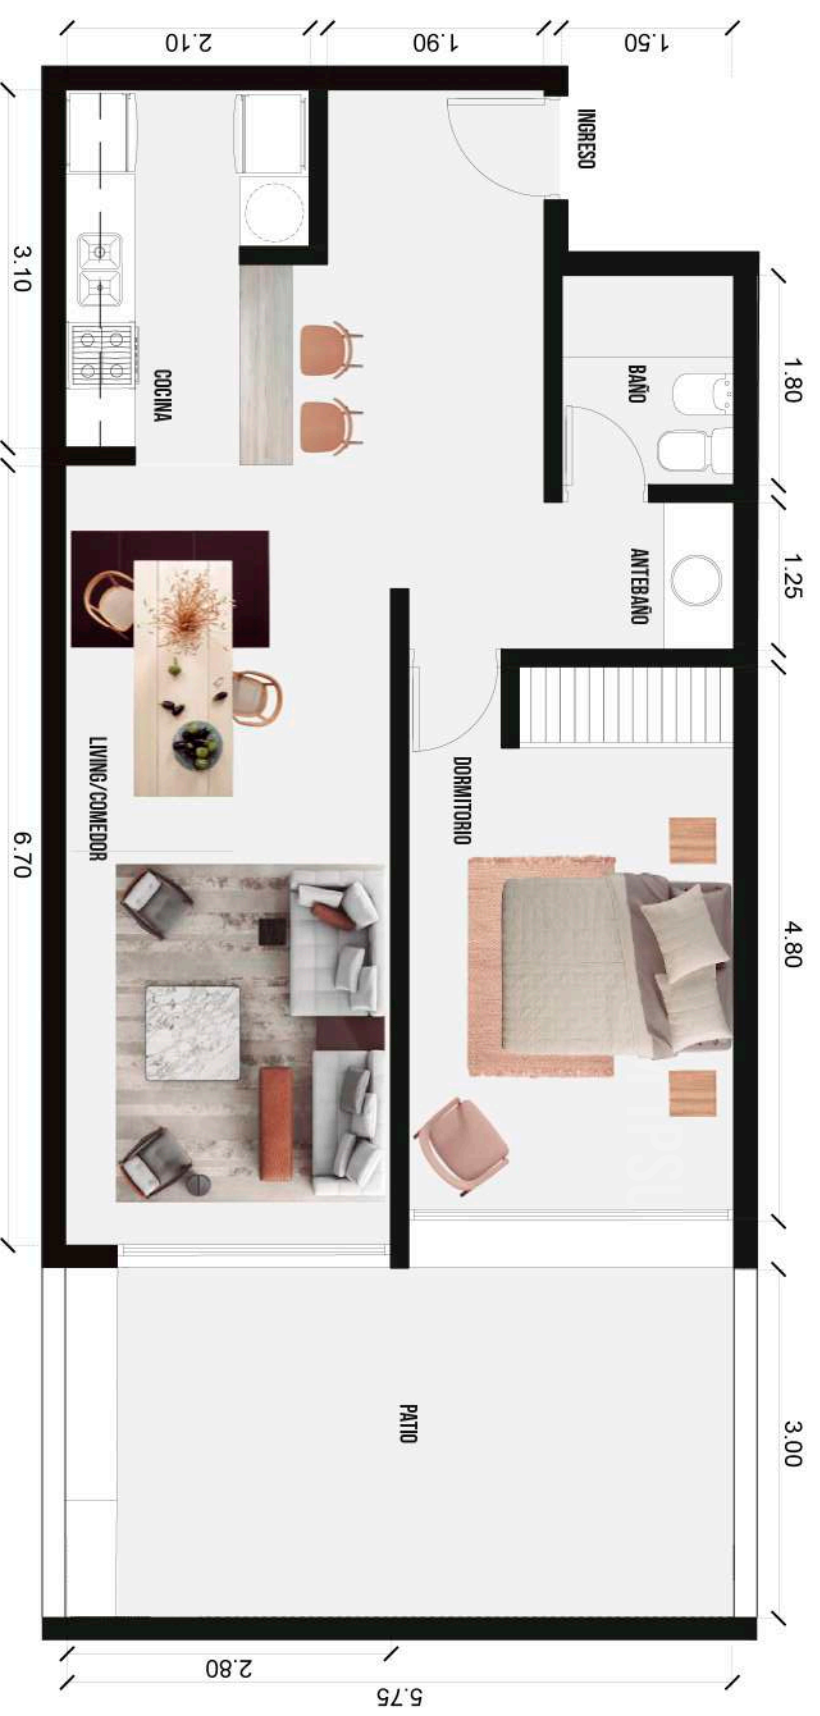 2.10
1.90
1.50
INGRESO
3.10
COCINA
BAÑO
1.80
ANTEBAÑO
1.25
LIVING/COMEDOR
DORMITORIO
6.70
4.80
PATIO
3.00
2.80
5.75